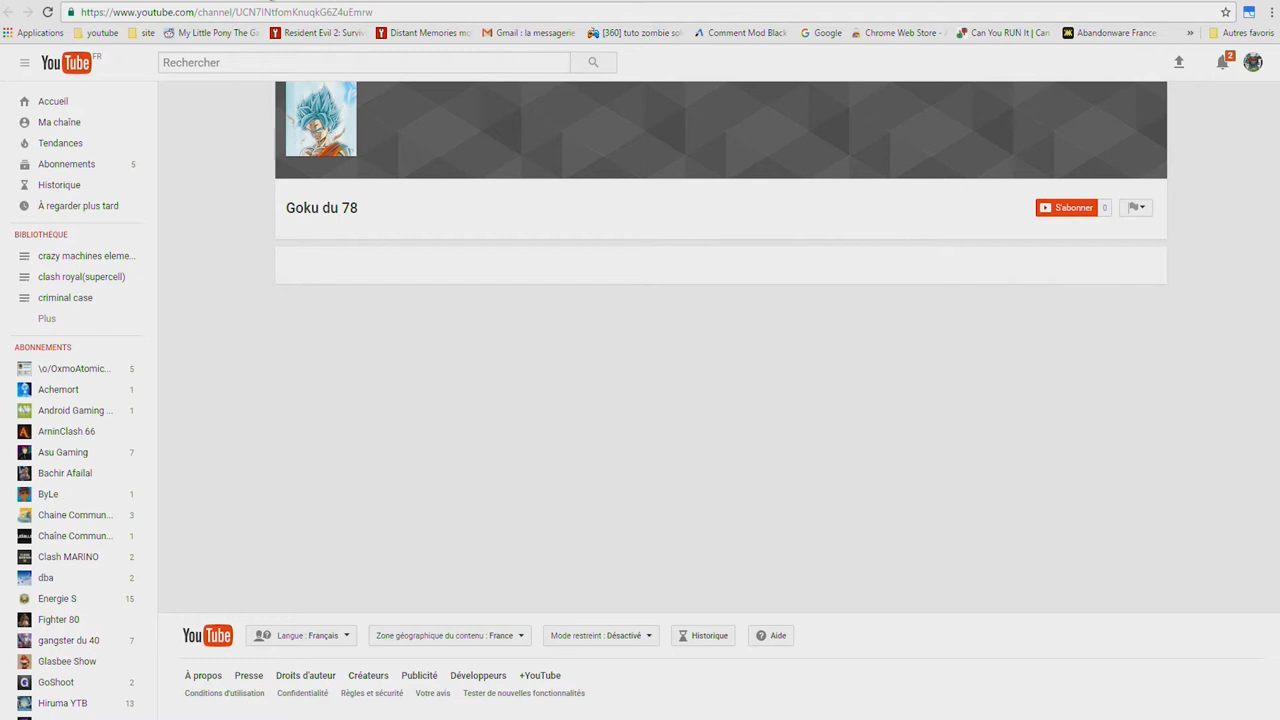 https://www.youtube.com/channel/UCN7INtfomKnuqkG6Z4uEmrw
Applications youtube site My Little Pony The Ga Resident Evil 2: Surviv Distant Memories mo Gmail : la messagerie [360] tuto zombie so Comment Mod Black Google Chrome Web Store - Can You RUN It | Can Abandonware France » Autres favoris
YouTube FR
Rechercher
2
Accueil
Ma chaîne
Tendances
Abonnements 5
Historique
À regarder plus tard
BIBLIOTHÈQUE
crazy machines eleme...
clash royal(supercell)
criminal case
Plus
ABONNEMENTS
\o/OxmoAtomic... 5
Achemort 1
Android Gaming ... 1
ArninClash 66
Asu Gaming 7
Bachir Afailal
ByLe 1
Chaine Commun... 3
Chaîne Commun... 1
Clash MARINO 2
dba 2
Energie S 15
Fighter 80
gangster du 40 7
Glasbee Show
GoShoot 2
Hiruma YTB 13
Goku du 78
S'abonner 0
YouTube
Langue : Français
Zone géographique du contenu : France
Mode restreint : Désactivé
Historique
Aide
À propos Presse Droits d'auteur Créateurs Publicité Développeurs +YouTube
Conditions d'utilisation Confidentialité Règles et sécurité Votre avis Tester de nouvelles fonctionnalités